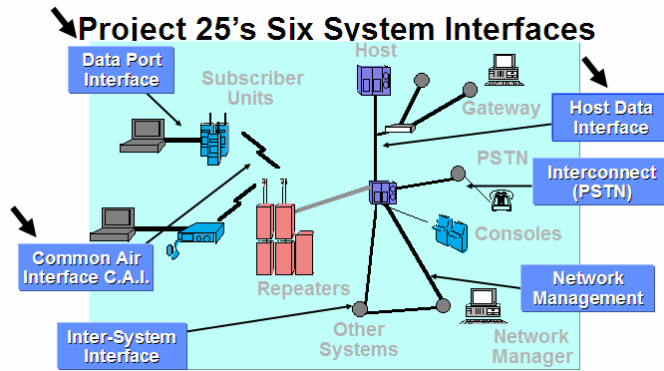 Project 25's Six System Interfaces
Data Port
Interface
Subscriber
Units
Host
Gateway
Host Data
Interface
PSTN
Interconnect
(PSTN)
Common Air
Interface C.A.I.
Consoles
Repeaters
Network
Management
Inter-System
Interface
Other
Systems
Network
Manager